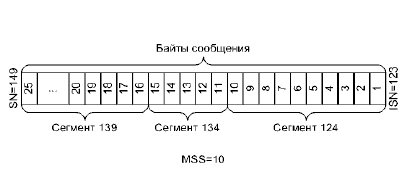 Байты сообщения
SN=149
25 ... 20 19 18 17 16 15 14 13 12 11 10 9 8 7 6 5 4 3 2 1
ISN=123
Сегмент 139 Сегмент 134 Сегмент 124
MSS=10